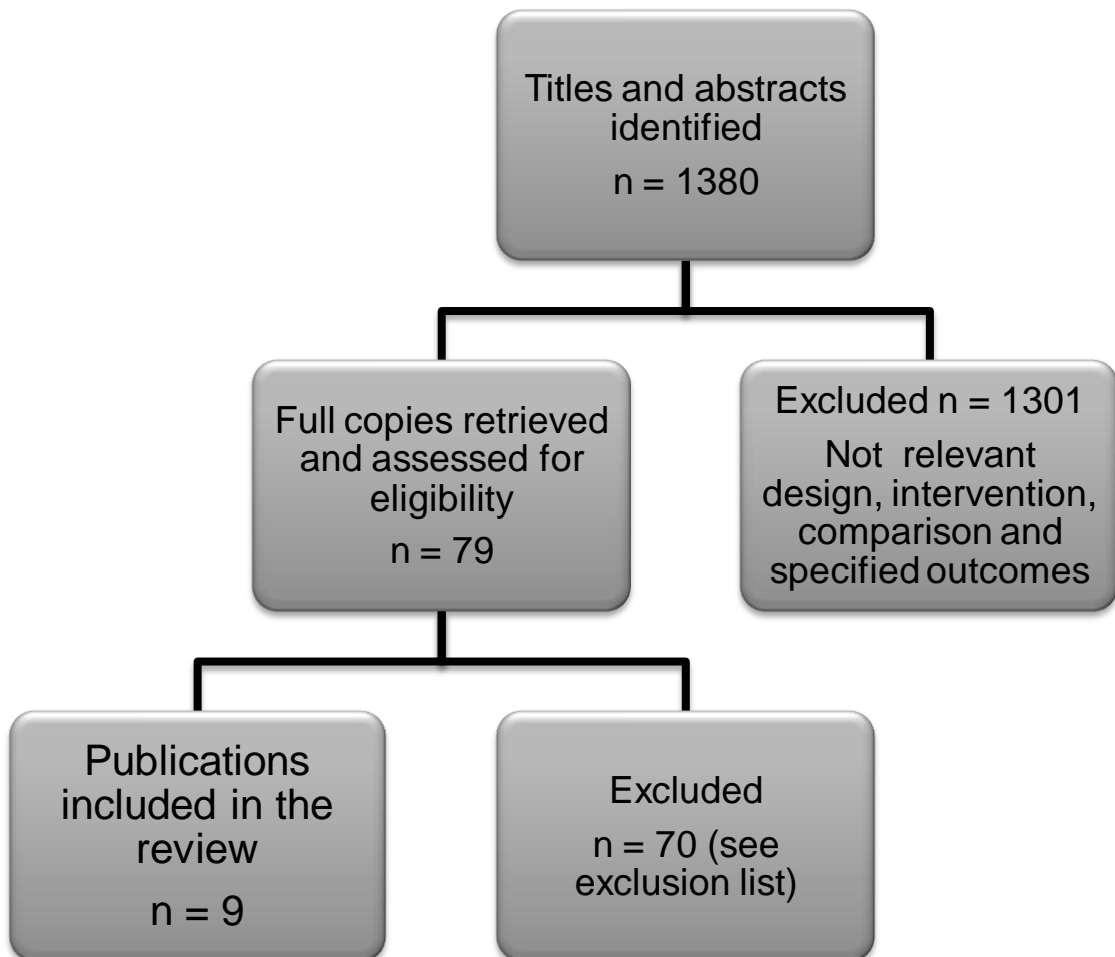 Titles and abstracts
identified
n = 1380
Full copies retrieved
and assessed for
eligibility
n = 79
Excluded n = 1301
Not relevant
design, intervention,
comparison and
specified outcomes
Publications
included in the
review
n = 9
Excluded
n = 70 (see
exclusion list)